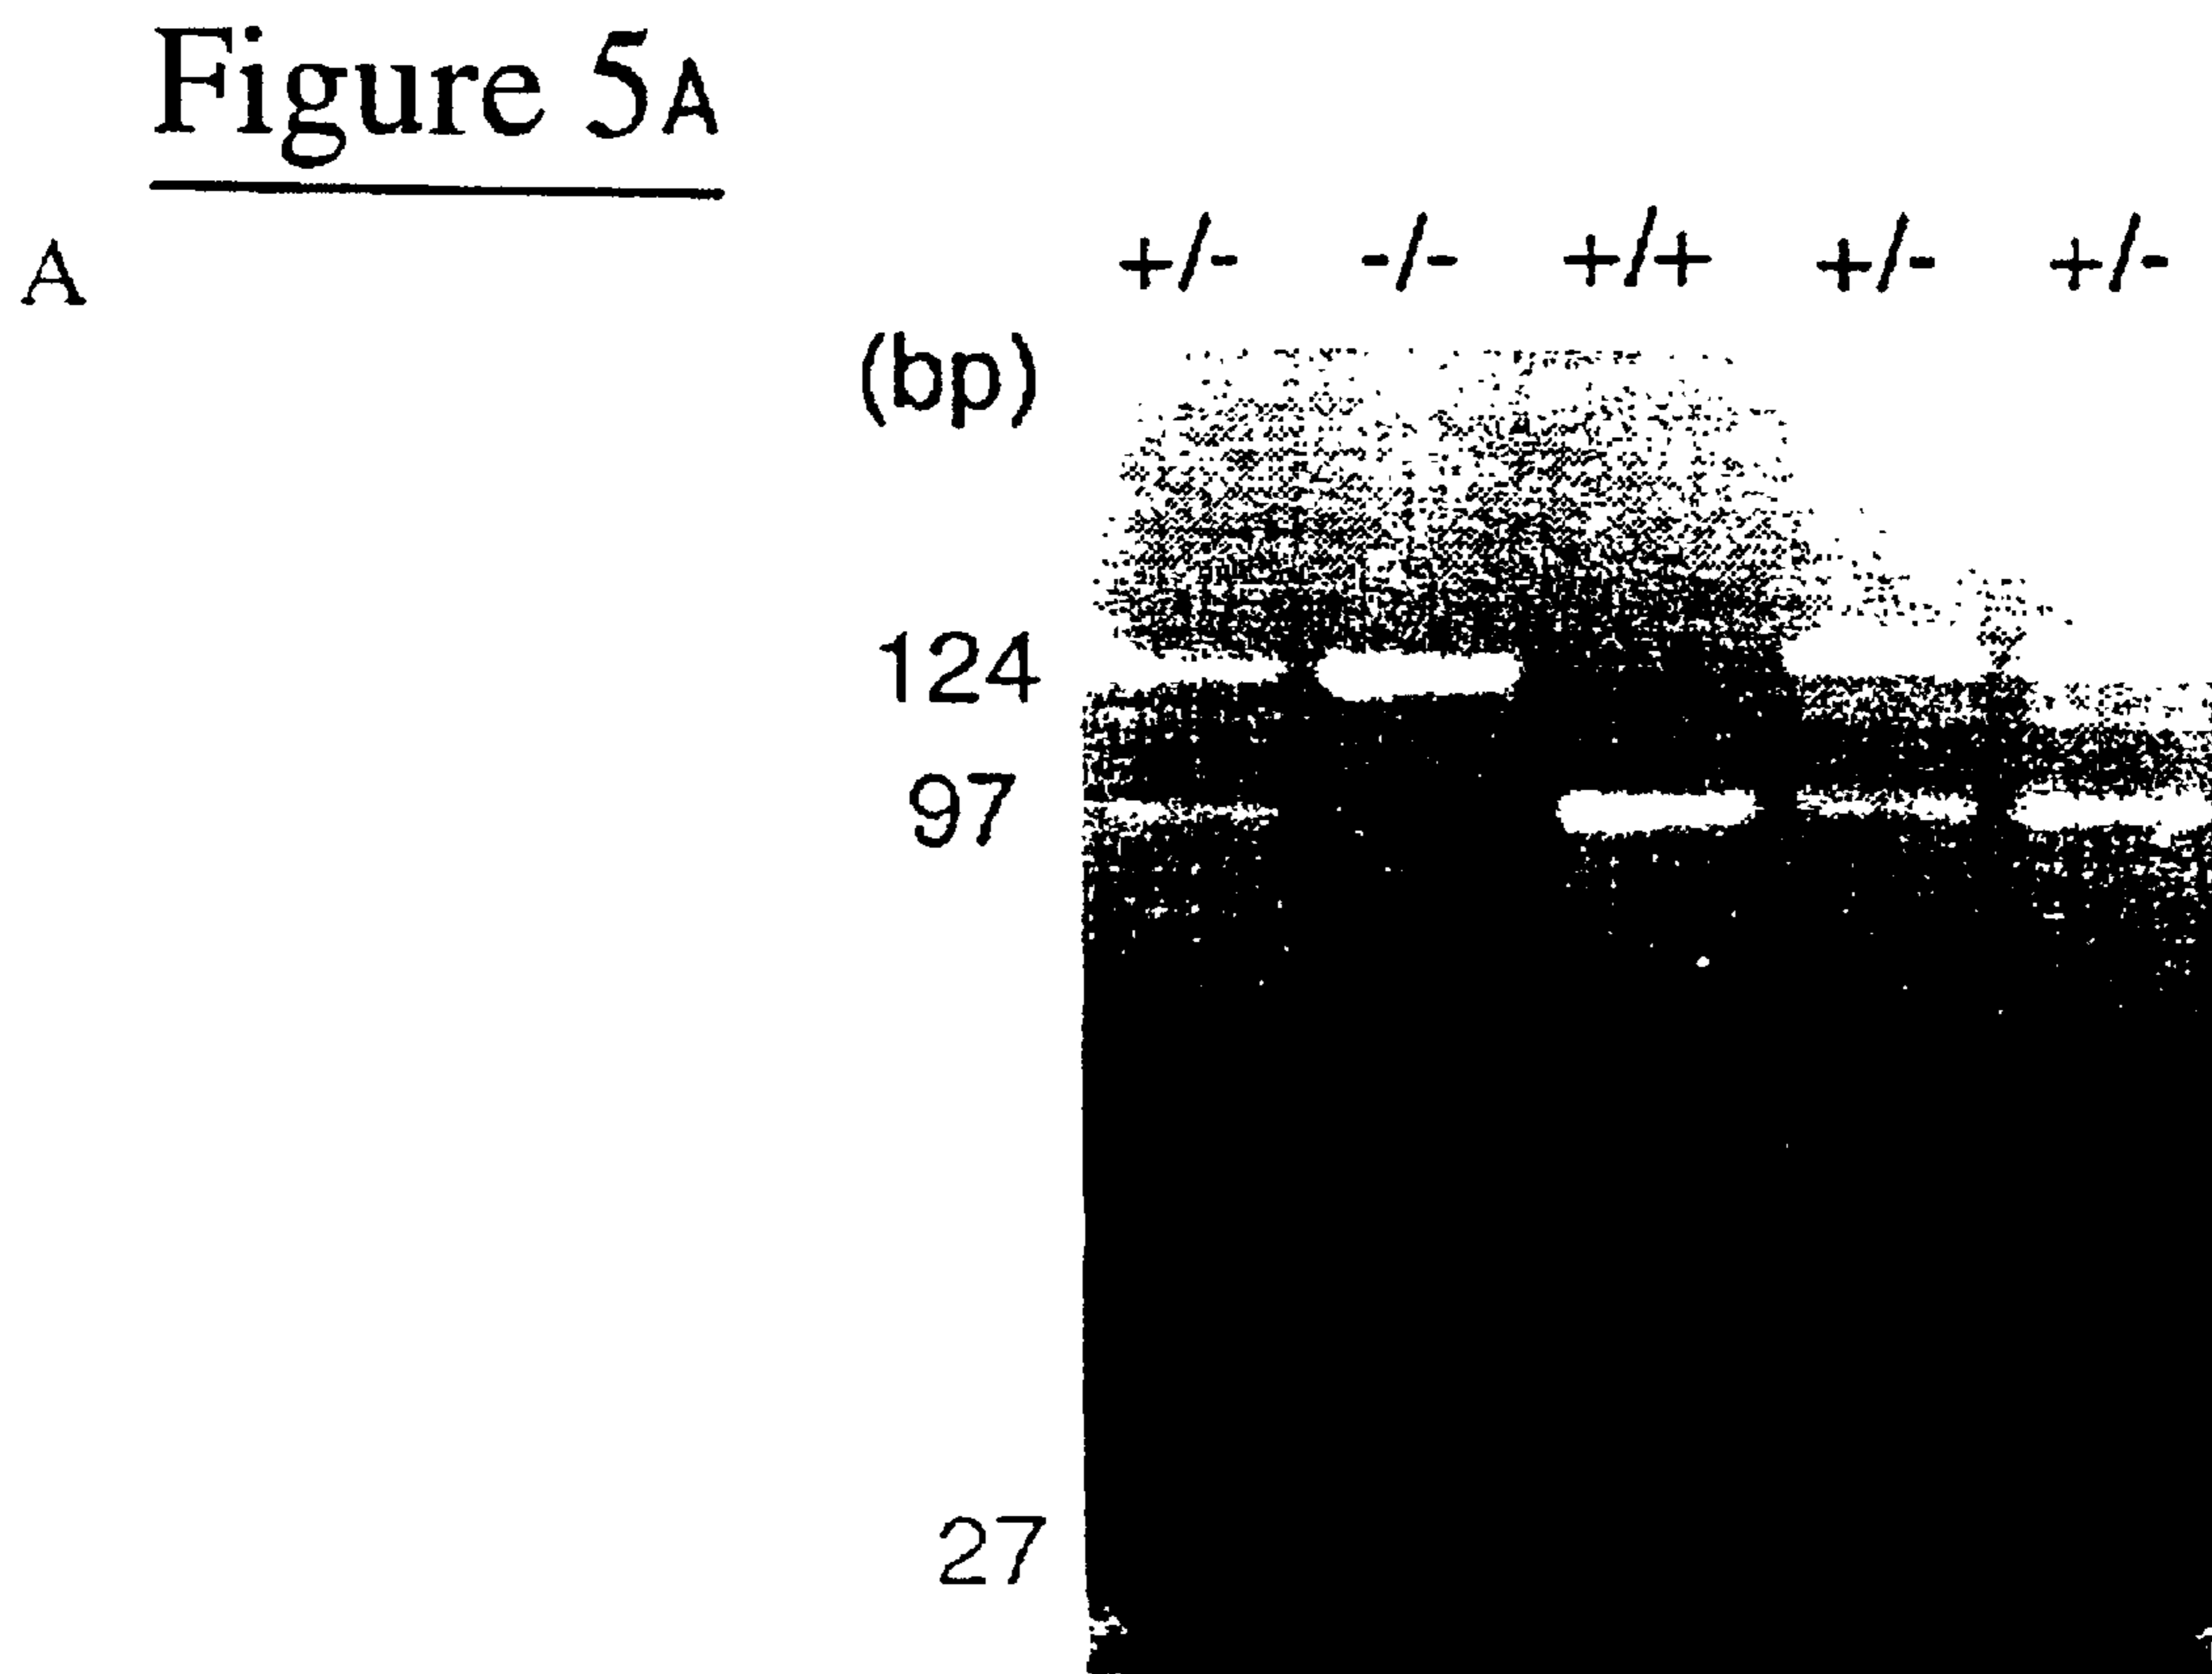 Figure 5A
A
+/- -/- +/+ +/- +/-
(bp)
124
97
27